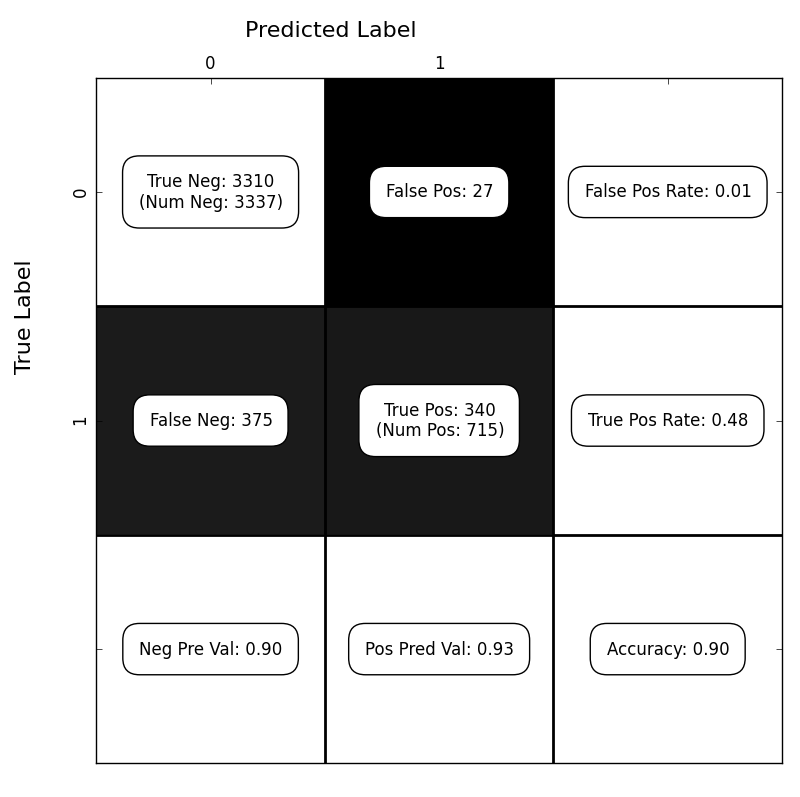 Predicted Label
0 1
True Label
0
True Neg: 3310
(Num Neg: 3337)
False Pos: 27
False Pos Rate: 0.01
1
False Neg: 375
True Pos: 340
(Num Pos: 715)
True Pos Rate: 0.48
Neg Pre Val: 0.90
Pos Pred Val: 0.93
Accuracy: 0.90